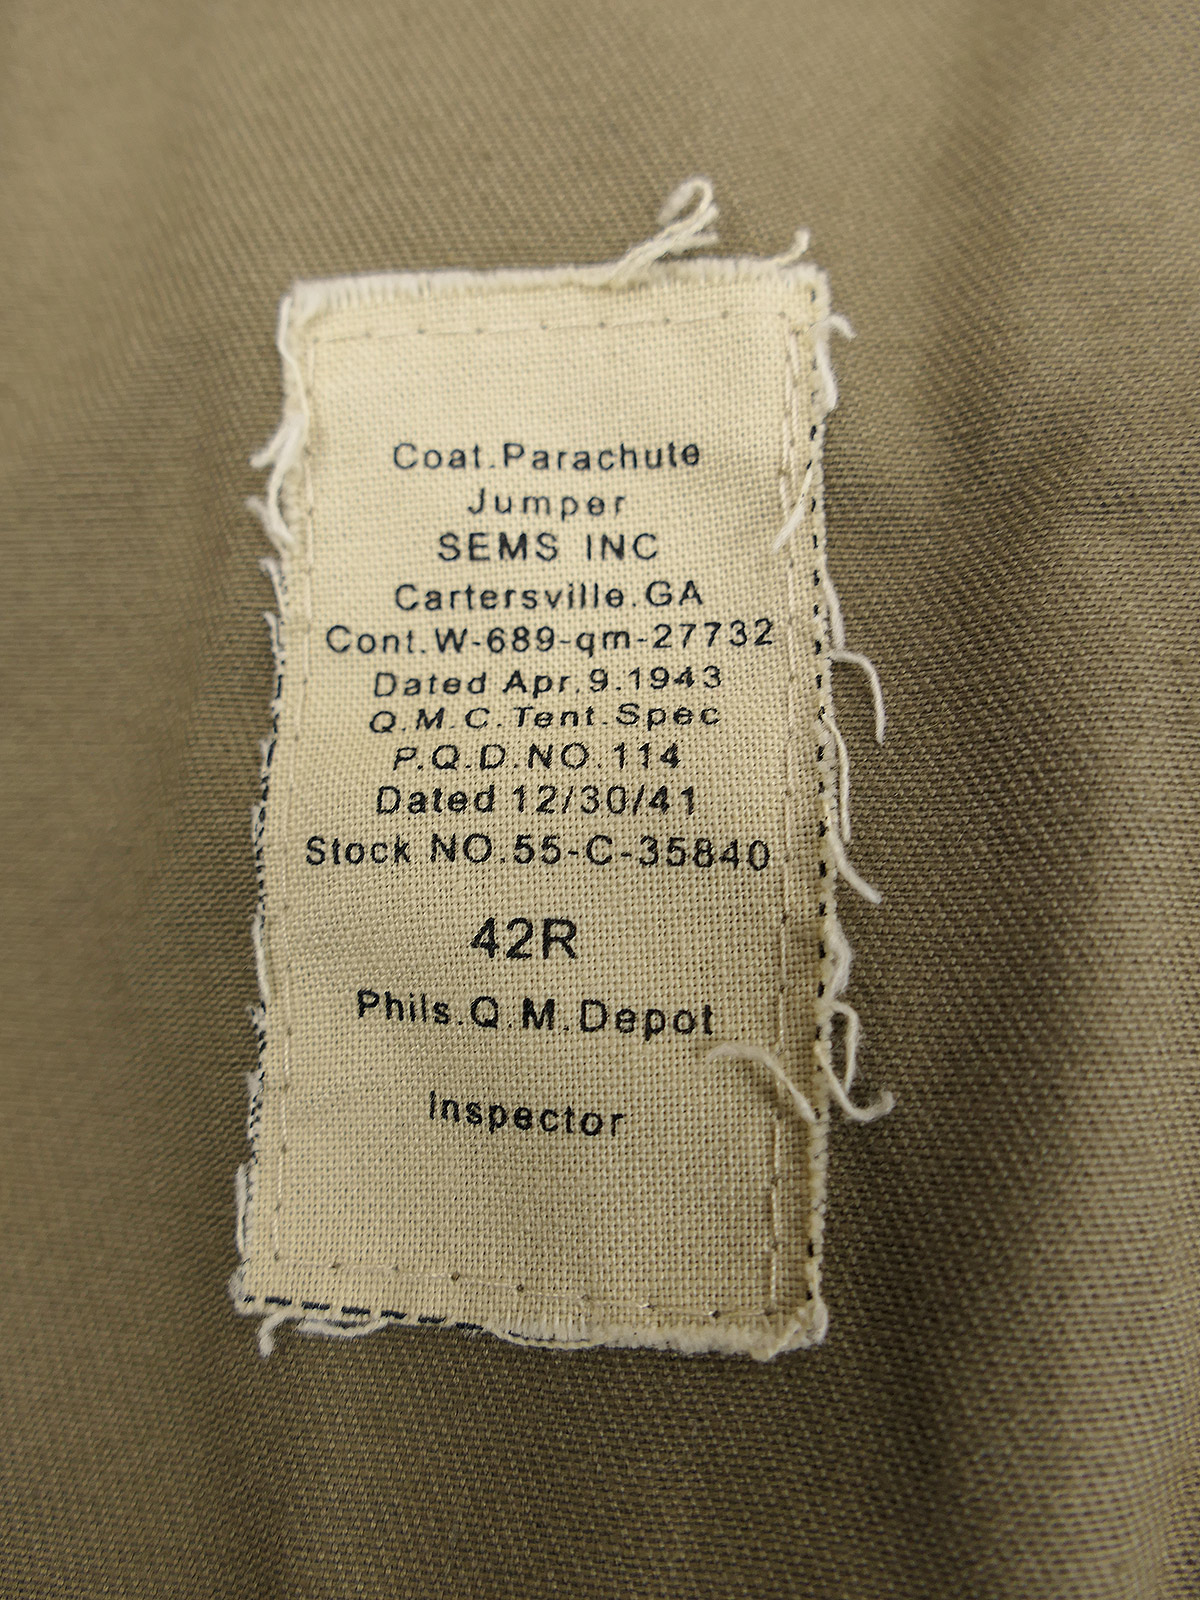 Coat.Parachute
Jumper
SEMS INC
Cartersville.GA
Cont.W-689-qm-27732
Dated Apr.9.1943
Q.M.C.Tent.Spec
P.Q.D.NO.114
Dated 12/30/41
Stock NO.55-C-35840
42R
Phils.Q.M.Depot
Inspector